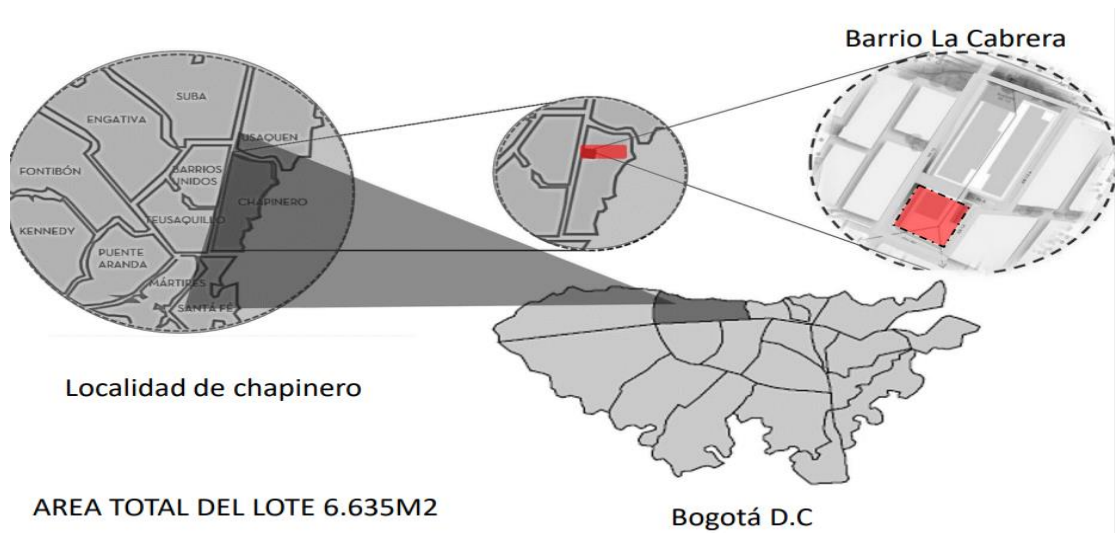 Barrio La Cabrera
SUBA
ENGATIVA
USAQUEN
FONTIBÓN
BARRIOS
UNIDOS
CHAPINERO
TEUSAQUILLO
KENNEDY
PUENTE
ARANDA
MÁRTIRES
SANTA FÉ
Localidad de chapinero
AREA TOTAL DEL LOTE 6.635M2
Bogotá D.C